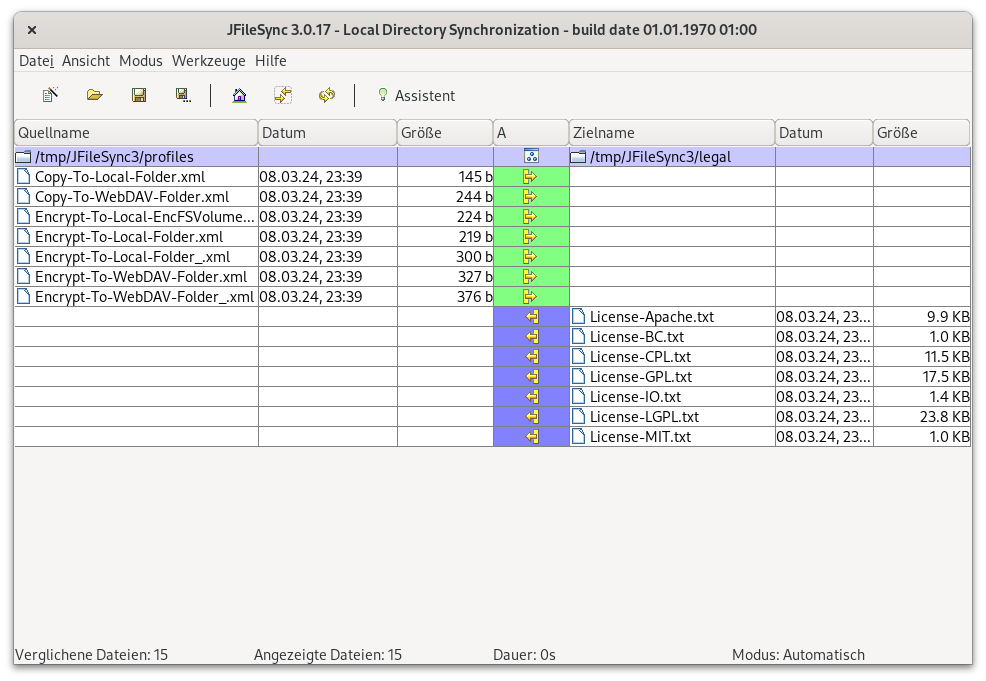 JFileSync 3.0.17 - Local Directory Synchronization - build date 01.01.1970 01:00
Datei Ansicht Modus Werkzeuge Hilfe
Assistent
Quellname Datum Größe A Zielname Datum Größe
/tmp/JFileSync3/profiles /tmp/JFileSync3/legal
Copy-To-Local-Folder.xml 08.03.24, 23:39 145 b
Copy-To-WebDAV-Folder.xml 08.03.24, 23:39 244 b
Encrypt-To-Local-EncFSVolume... 08.03.24, 23:39 224 b
Encrypt-To-Local-Folder.xml 08.03.24, 23:39 219 b
Encrypt-To-Local-Folder_.xml 08.03.24, 23:39 300 b
Encrypt-To-WebDAV-Folder.xml 08.03.24, 23:39 327 b
Encrypt-To-WebDAV-Folder_.xml 08.03.24, 23:39 376 b
License-Apache.txt 08.03.24, 23... 9.9 KB
License-BC.txt 08.03.24, 23... 1.0 KB
License-CPL.txt 08.03.24, 23... 11.5 KB
License-GPL.txt 08.03.24, 23... 17.5 KB
License-IO.txt 08.03.24, 23... 1.4 KB
License-LGPL.txt 08.03.24, 23... 23.8 KB
License-MIT.txt 08.03.24, 23... 1.0 KB
Verglichene Dateien: 15 Angezeigte Dateien: 15 Dauer: 0s Modus: Automatisch